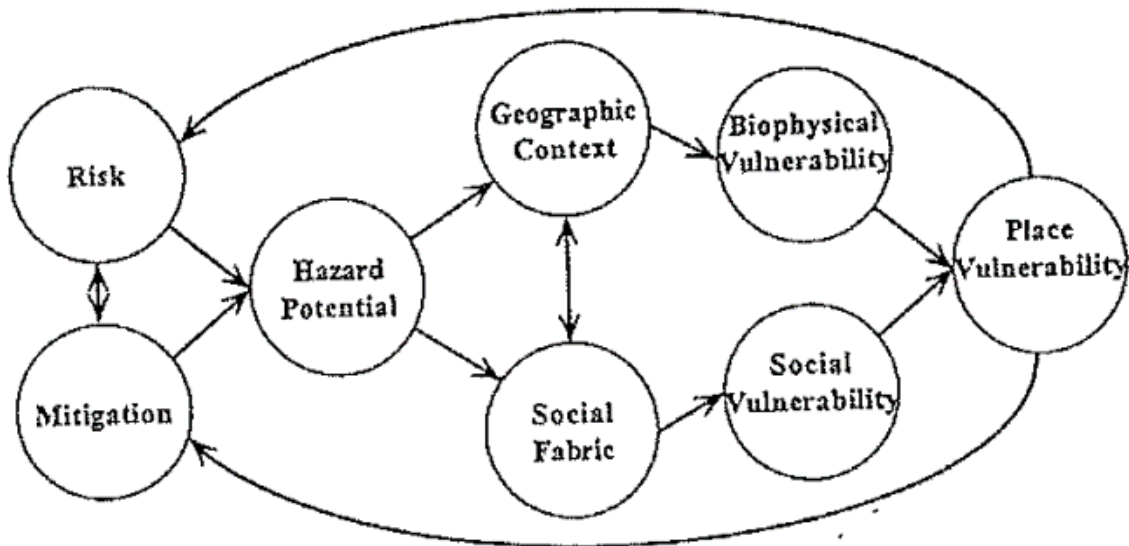 Risk
Mitigation
Hazard
Potential
Geographic
Context
Social
Fabric
Biophysical
Vulnerability
Social
Vulnerability
Place
Vulnerability